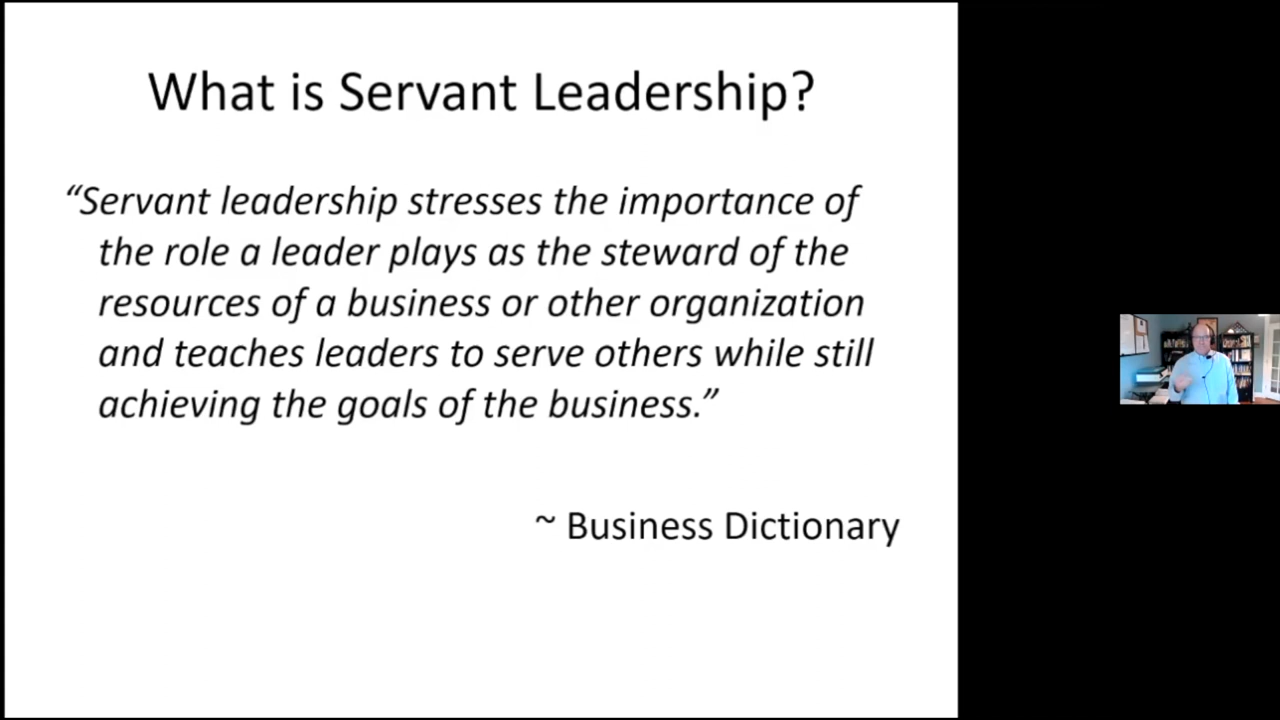 What is Servant Leadership?
“Servant leadership stresses the importance of
the role a leader plays as the steward of the
resources of a business or other organization
and teaches leaders to serve others while still
achieving the goals of the business.”
~ Business Dictionary